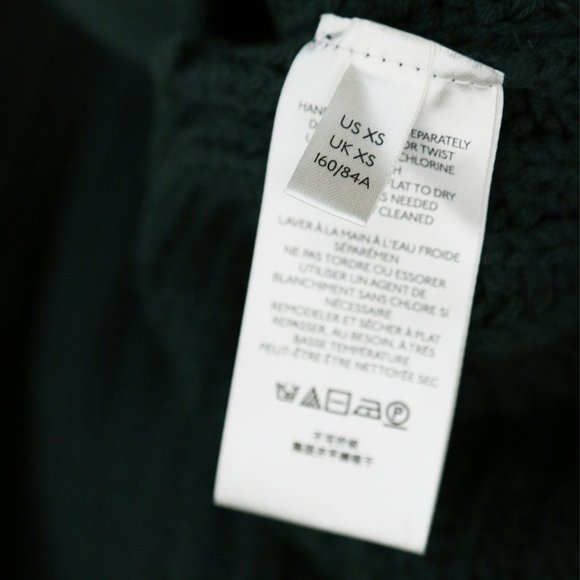 US XS
UK XS
160/84A
HAN EPARATELY
D OR TWIST
CHLORINE
H
LAT TO DRY
S NEEDED
CLEANED
LAVER À LA MAIN À L'EAU FROIDE
SÉPARÉMEN
NE PAS TORDRE OU ESSORER
UTILISER UN AGENT DE
BLANCHIMENT SANS CHLORE SI
NÉCESSAIRE
REMODELER ET SÉCHER À PLAT
REPASSER, AU BESOIN, À TRÈS
BASSE TEMPÉRATURE
PEUT-ÊTRE ÊTRE NETTOYÉ SEC
P